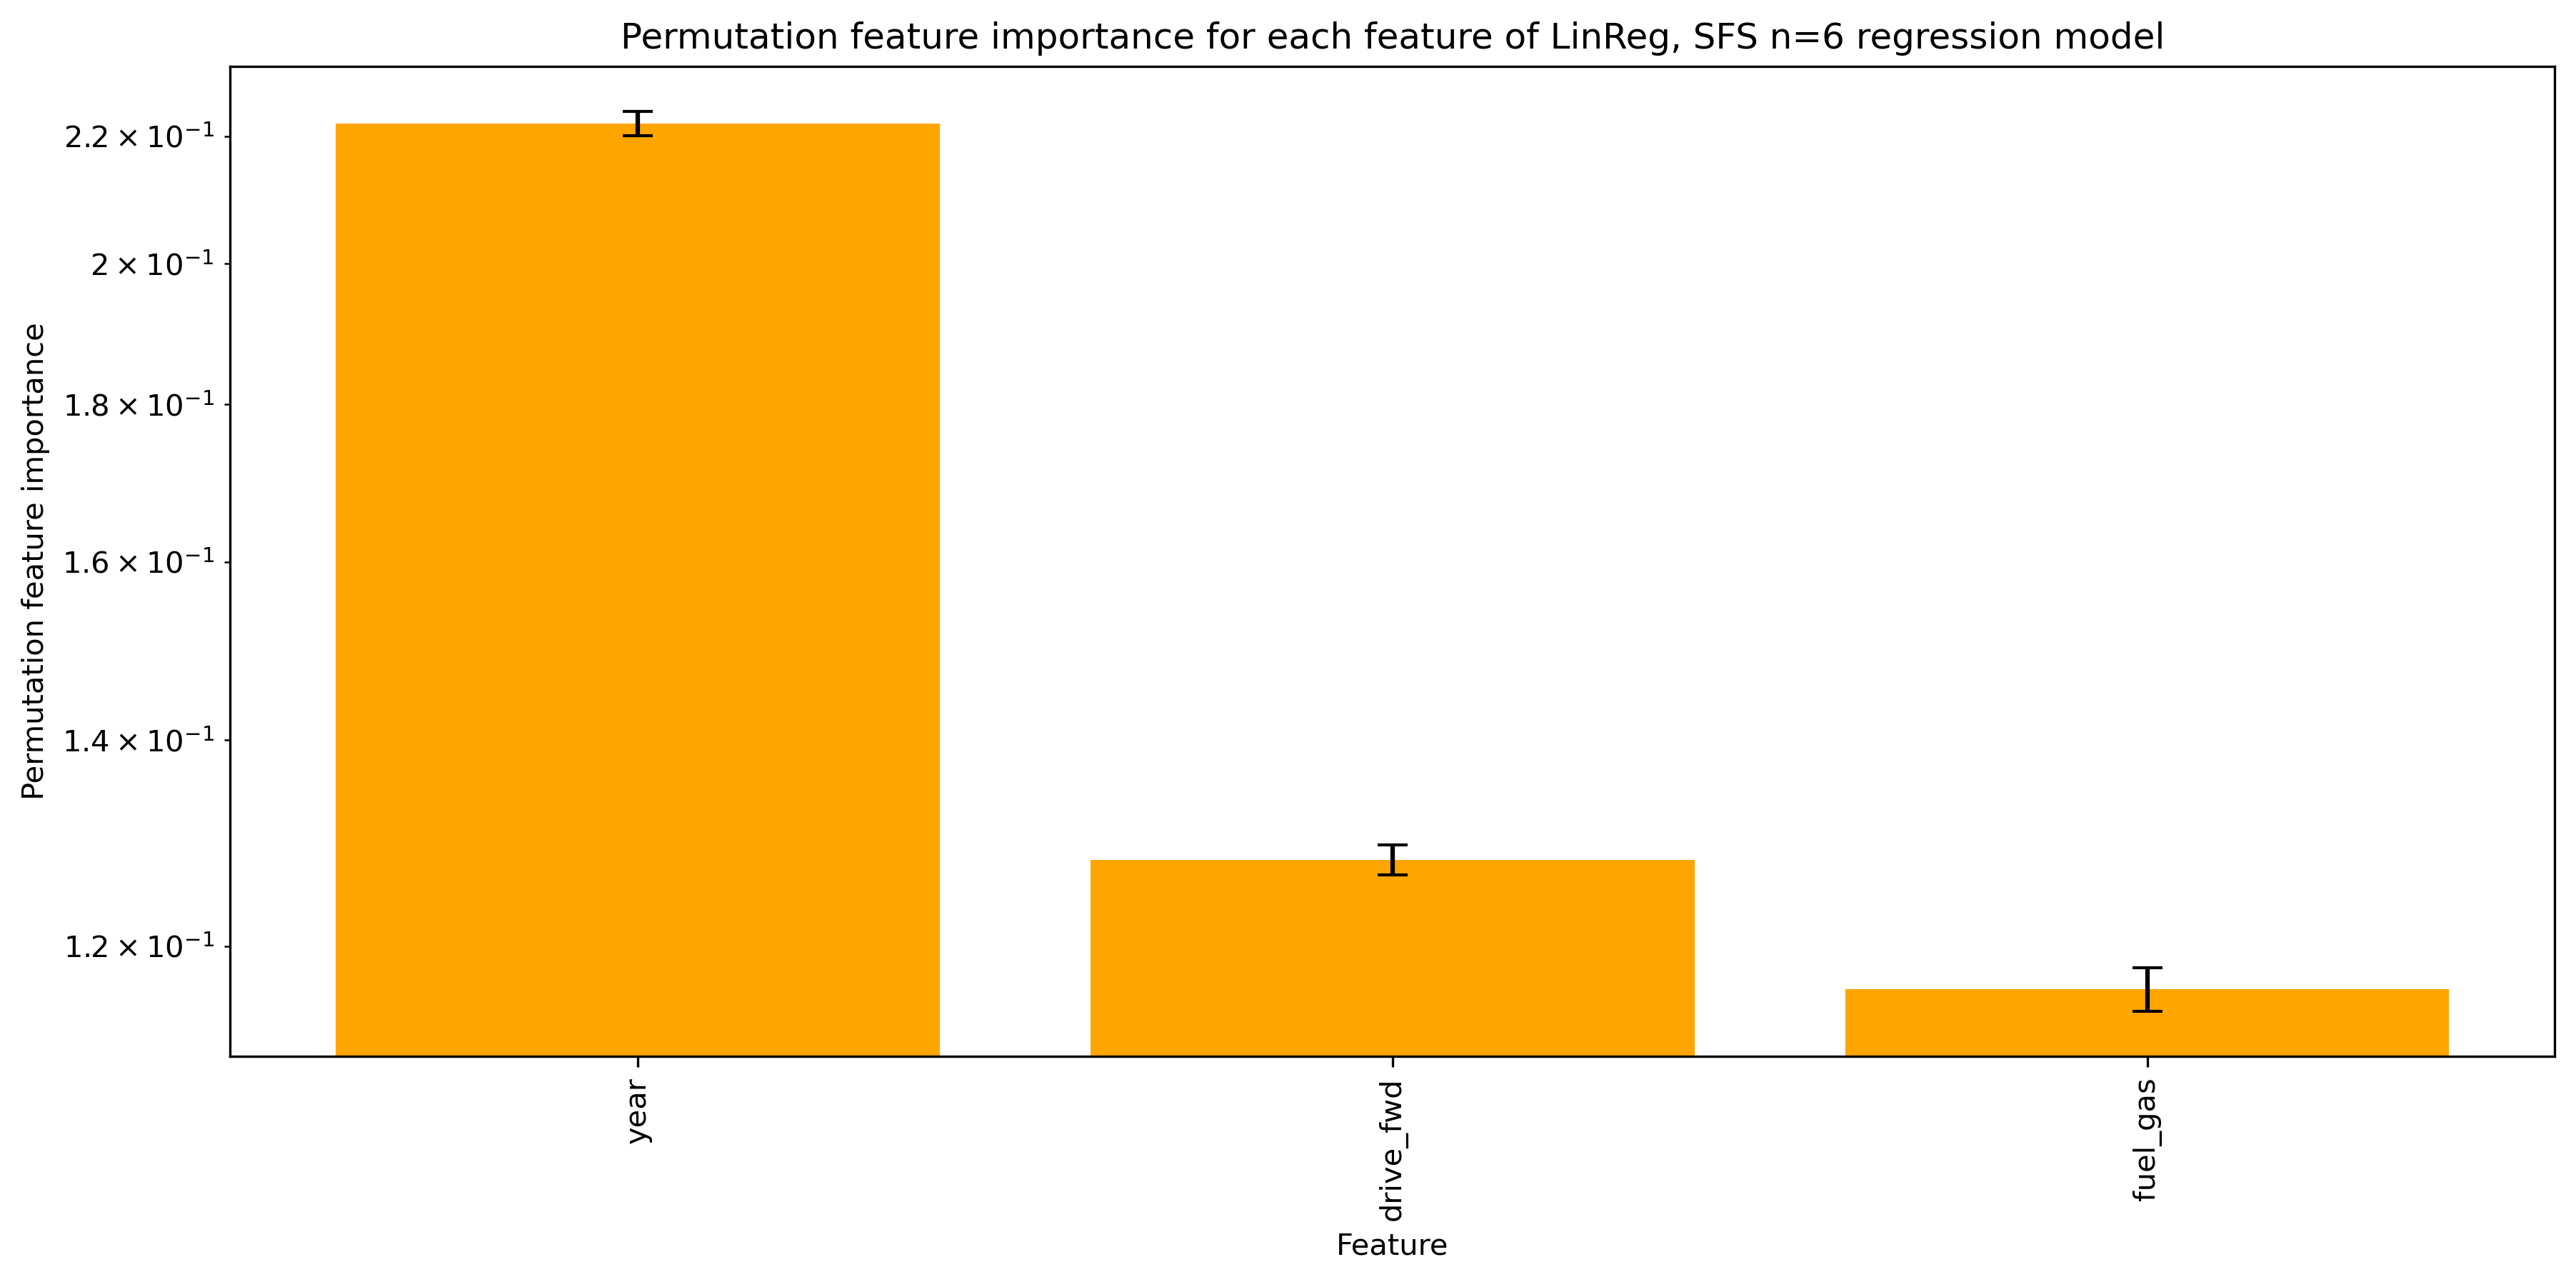 Permutation feature importance for each feature of LinReg, SFS n=6 regression model
Permutation feature importance
2.2 × 10⁻¹
2 × 10⁻¹
1.8 × 10⁻¹
1.6 × 10⁻¹
1.4 × 10⁻¹
1.2 × 10⁻¹
year
drive_fwd
fuel_gas
Feature